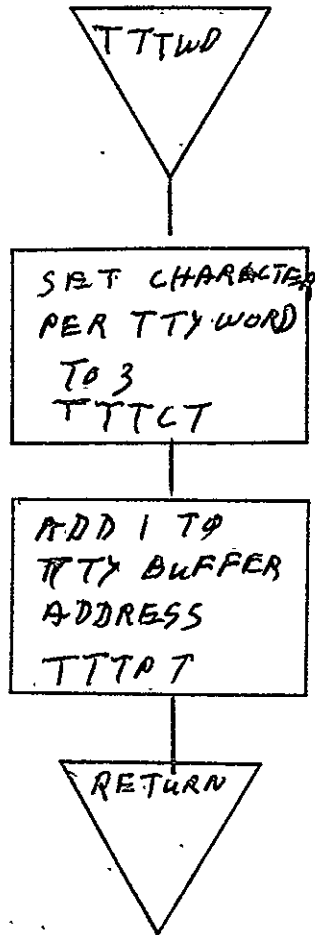 TTTWD
SET CHARACTER
PER TTY WORD
TO 3
TTTCT
ADD 1 TO
TTY BUFFER
ADDRESS
TTTPT
RETURN